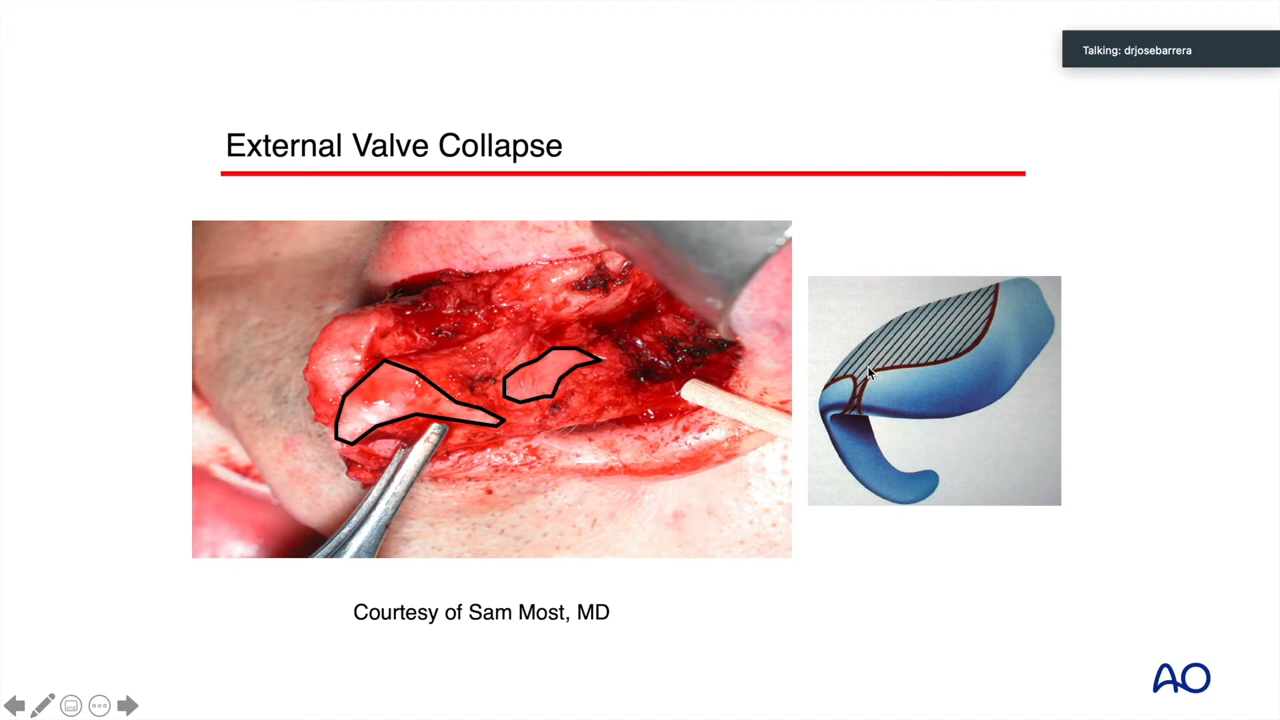 Talking: drjosebarrera
External Valve Collapse
Courtesy of Sam Most, MD
AO